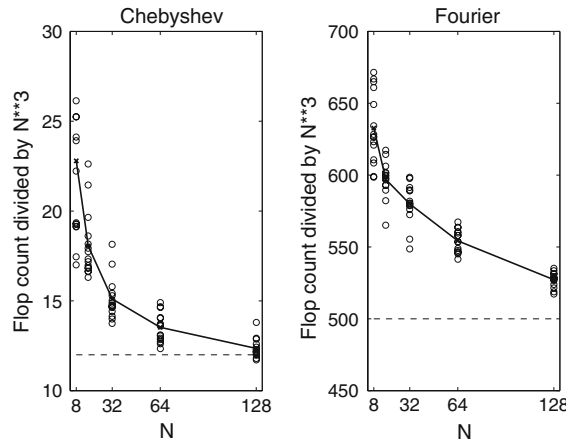 Chebyshev
30
25
20
15
10
8 32 64 128
N
Flop count divided by N**3
Fourier
700
650
600
550
500
450
8 32 64 128
N
Flop count divided by N**3